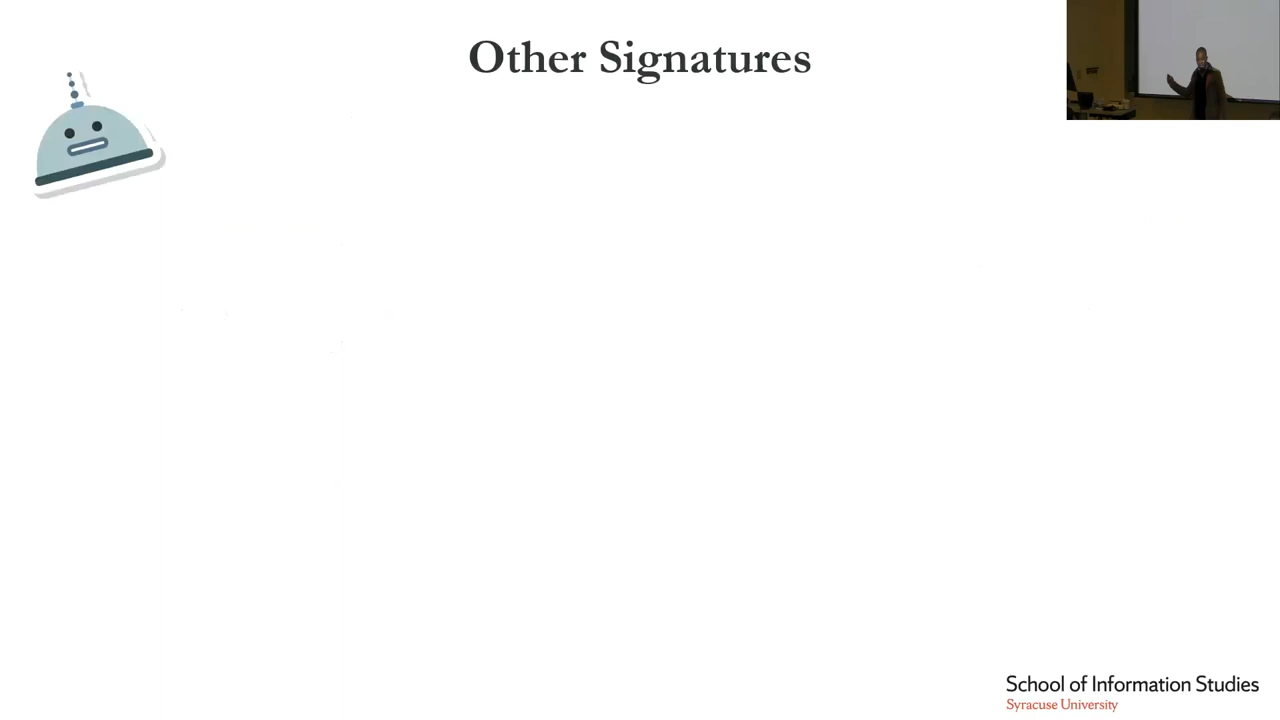 Other Signatures
School of Information Studies
Syracuse University